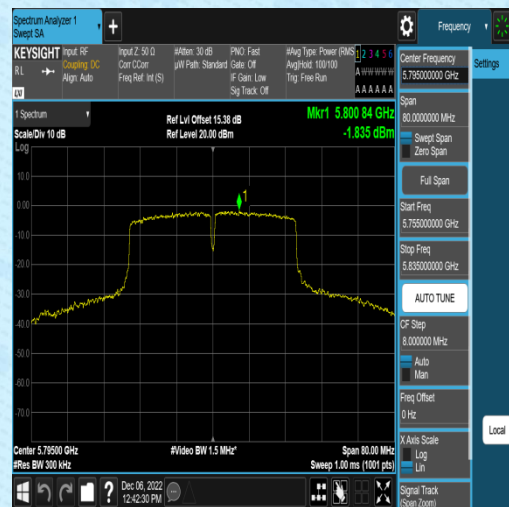 Spectrum Analyzer 1
Swept SA
+
Frequency
KEYSIGHT
RL
LXI
Input: RF
Coupling: DC
Align: Auto
Input Z: 50 Ω
Corr CCorr
Freq Ref: Int (S)
#Atten: 30 dB
µW Path: Standard
PNO: Fast
Gate: Off
IF Gain: Low
Sig Track: Off
#Avg Type: Power (RMS
Avg|Hold: 100/100
Trig: Free Run
1 2 3 4 5 6
A W W W W W
A A A A A A
1 Spectrum
Scale/Div 10 dB
Ref Lvl Offset 15.38 dB
Ref Level 20.00 dBm
Mkr1 5.800 84 GHz
-1.835 dBm
Log
10.0
0.00
-10.0
-20.0
-30.0
-40.0
-50.0
-60.0
-70.0
1
Center 5.79500 GHz
#Res BW 300 kHz
#Video BW 1.5 MHz*
Span 80.00 MHz
Sweep 1.00 ms (1001 pts)
Dec 06, 2022
12:42:30 PM
Center Frequency
5.795000000 GHz
Span
80.0000000 MHz
Swept Span
Zero Span
Full Span
Start Freq
5.755000000 GHz
Stop Freq
5.835000000 GHz
AUTO TUNE
CF Step
8.000000 MHz
Auto
Man
Freq Offset
0 Hz
X Axis Scale
Log
Lin
Signal Track
(Span Zoom)
Settings
Local